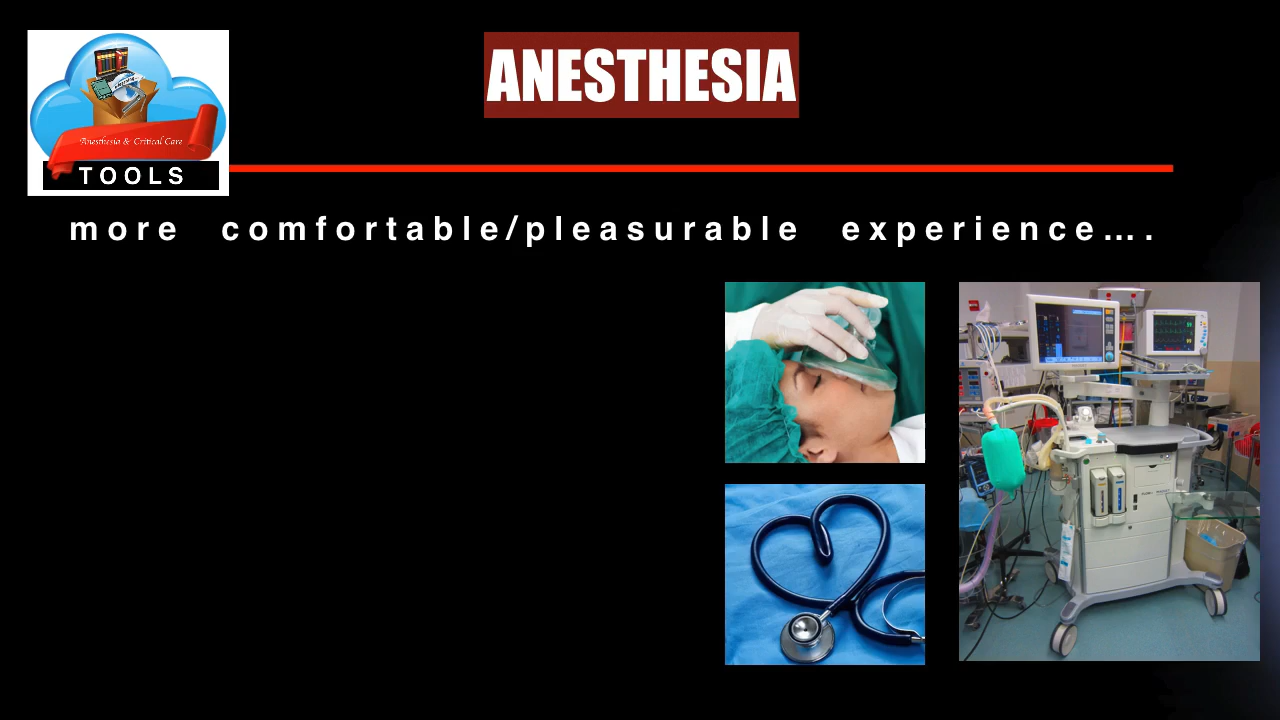 ANESTHESIA
Anesthesia & Critical Care
TOOLS
more comfortable/pleasurable experience….